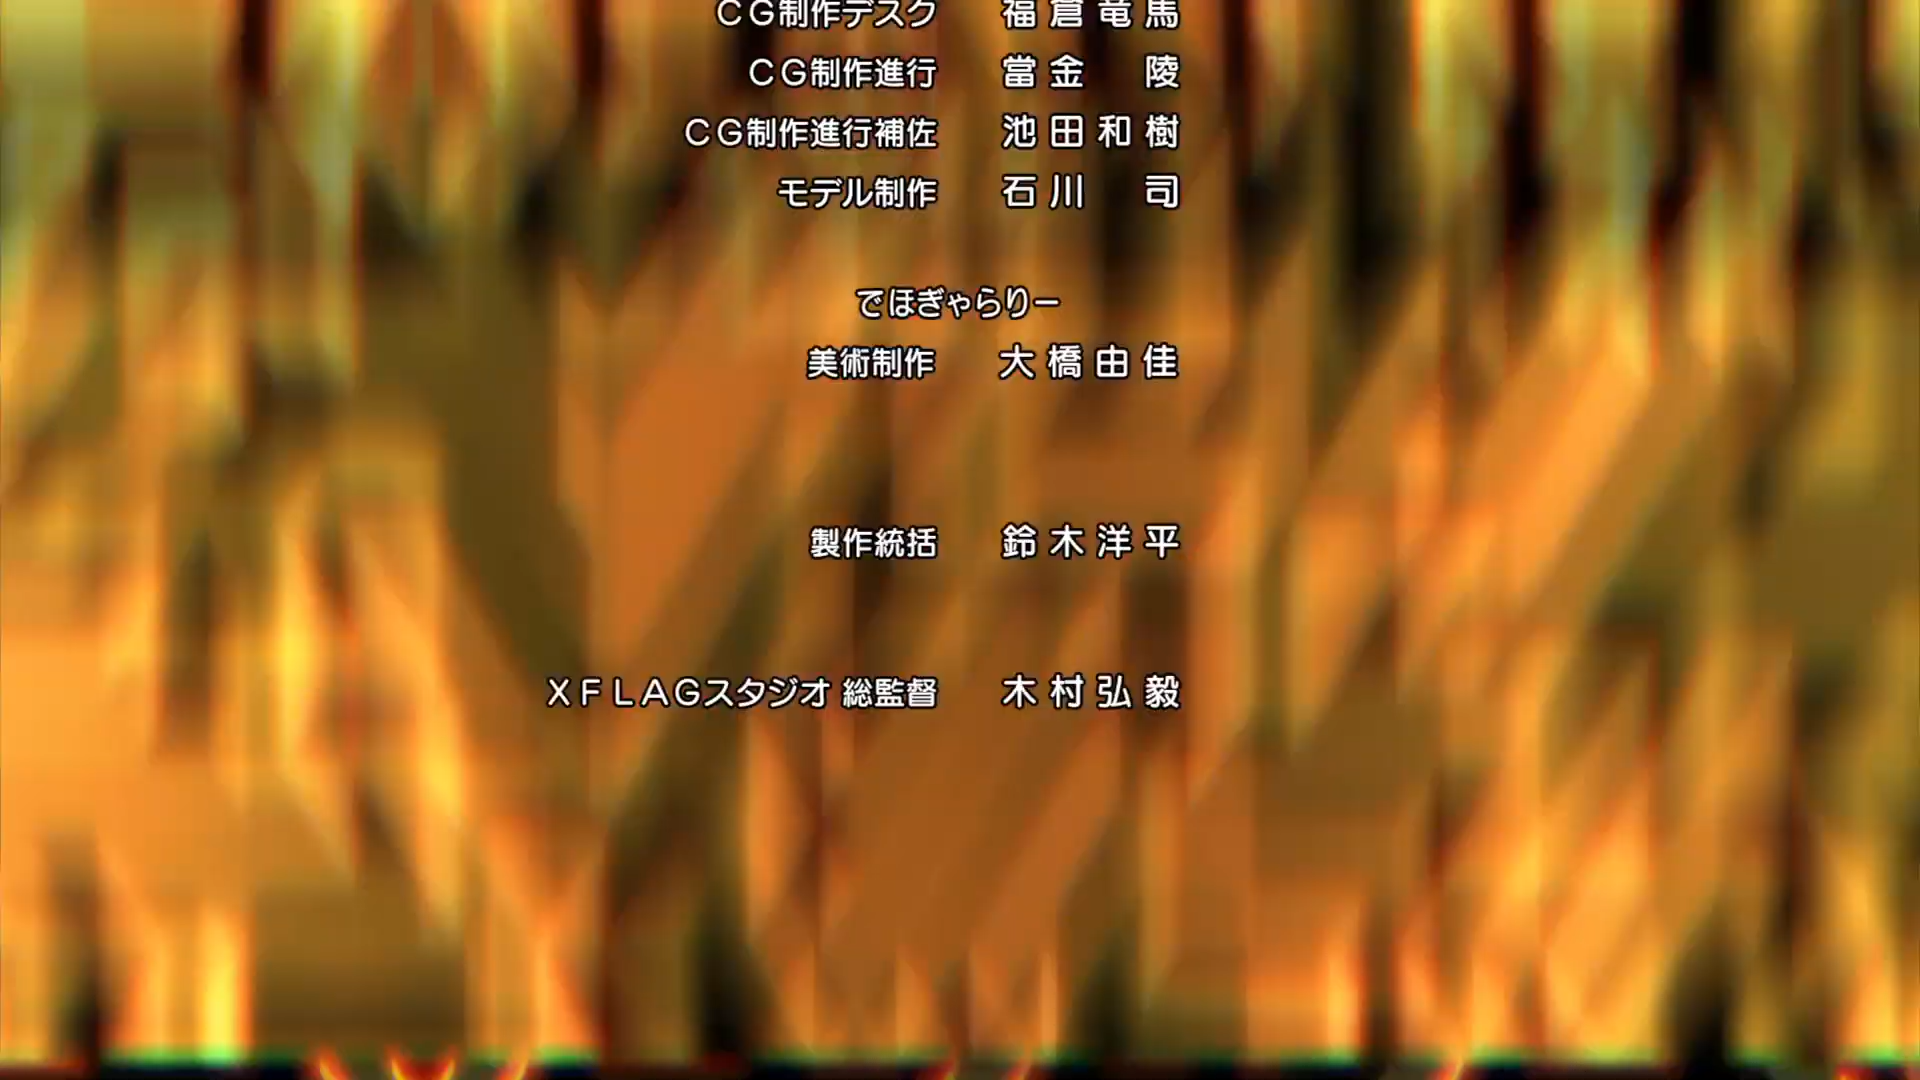 CG制作デスク 福倉竜馬
CG制作進行 當金 陵
CG制作進行補佐 池田和樹
モデル制作 石川 司
でほぎゃらりー
美術制作 大橋由佳
製作統括 鈴木洋平
XFLAGスタジオ 総監督 木村弘毅